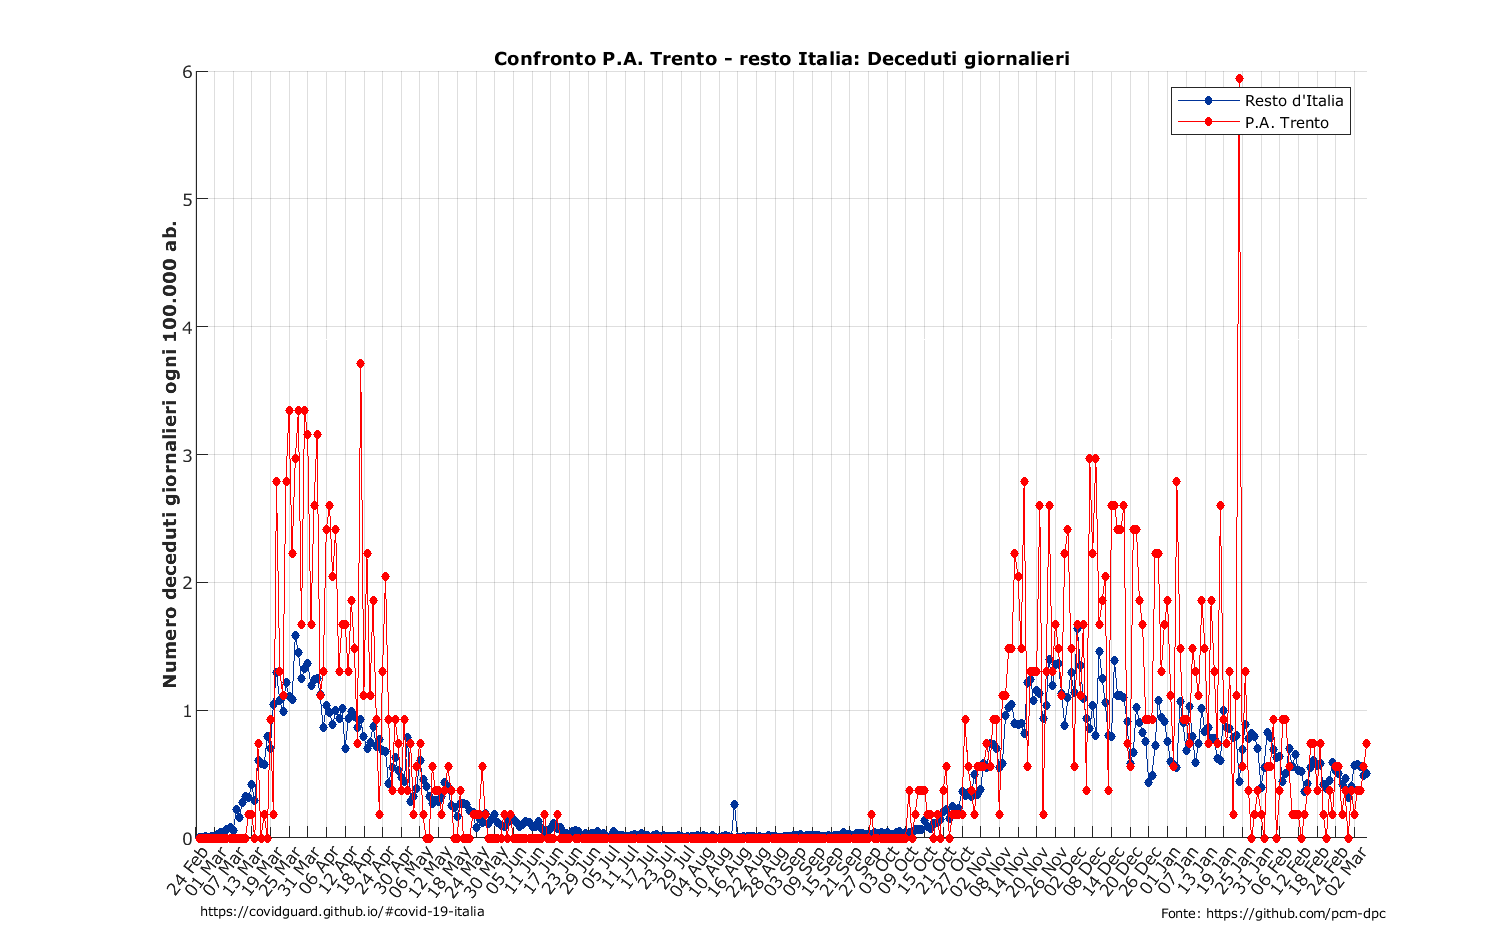 Confronto P.A. Trento - resto Italia: Deceduti giornalieri
Numero deceduti giornalieri ogni 100.000 ab.
6
5
4
3
2
1
0
Resto d'Italia
P.A. Trento
24 Feb
01 Mar
07 Mar
13 Mar
19 Mar
25 Mar
31 Mar
06 Apr
12 Apr
18 Apr
24 Apr
30 Apr
06 May
12 May
18 May
24 May
30 May
05 Jun
11 Jun
17 Jun
23 Jun
29 Jun
05 Jul
11 Jul
17 Jul
23 Jul
29 Jul
04 Aug
10 Aug
16 Aug
22 Aug
28 Aug
03 Sep
09 Sep
15 Sep
21 Sep
27 Sep
03 Oct
09 Oct
15 Oct
21 Oct
27 Oct
02 Nov
08 Nov
14 Nov
20 Nov
26 Nov
02 Dec
08 Dec
14 Dec
20 Dec
26 Dec
01 Jan
07 Jan
13 Jan
19 Jan
25 Jan
31 Jan
06 Feb
12 Feb
18 Feb
24 Feb
02 Mar
https://covidguard.github.io/#covid-19-italia
Fonte: https://github.com/pcm-dpc